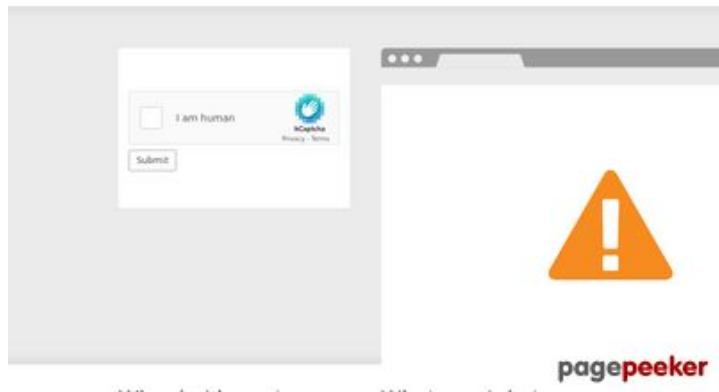 I am human
hCaptcha
Privacy - Terms
Submit
pagepeeker